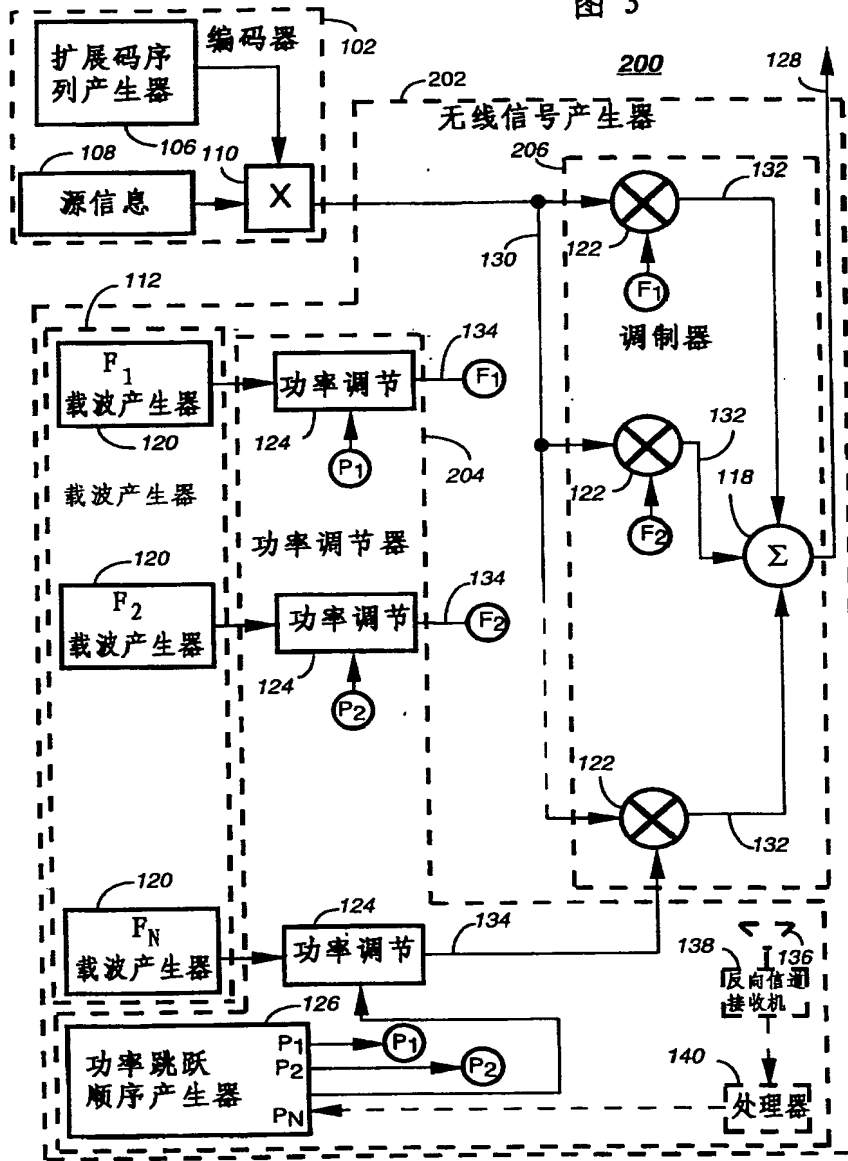 图 3
扩展码序
列产生器
编码器
102
200
128
202
无线信号产生器
108
106
110
206
源信息
X
132
130
122
F1
调制器
112
F1
载波产生器
120
功率调节
134
F1
124
P1
204
132
122
F2
118
Σ
载波产生器
功率调节器
120
F2
载波产生器
功率调节
134
F2
124
P2
122
132
120
FN
载波产生器
124
功率调节
134
138
136
反向信道
接收机
126
功率跳跃
顺序产生器
P1
P1
P2
P2
PN
140
处理器